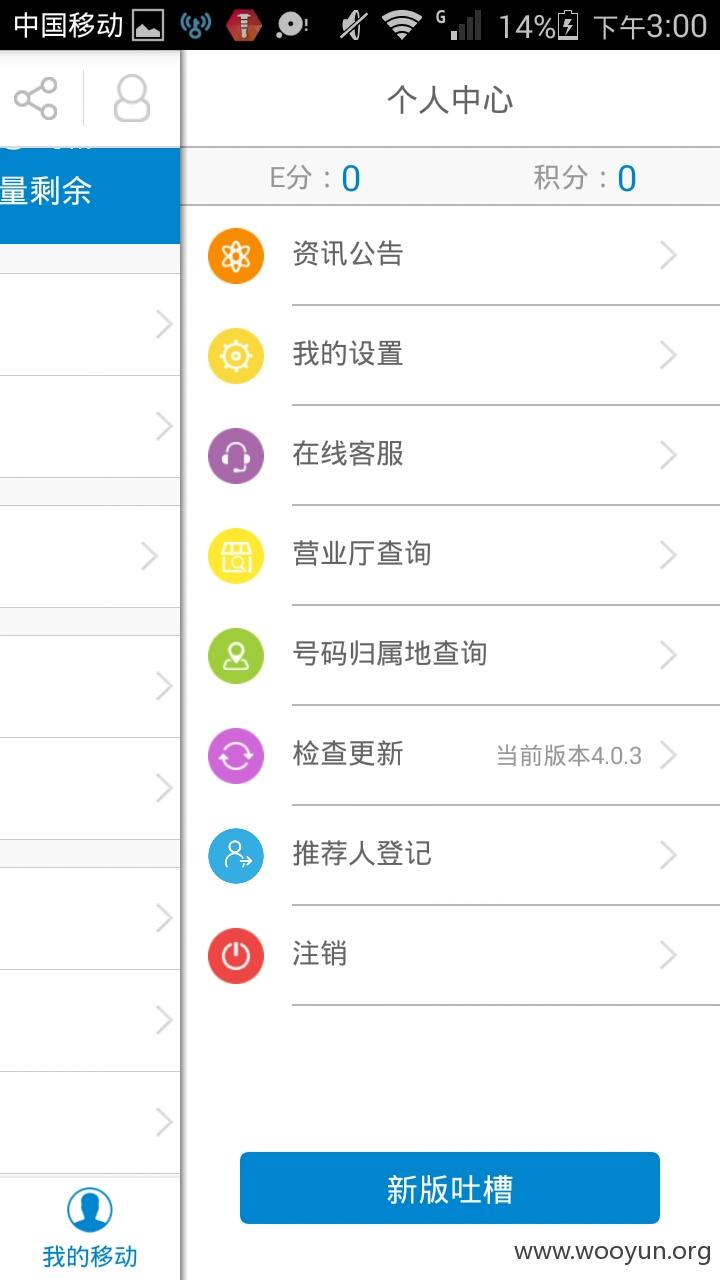 中国移动 G 14% 下午3:00
个人中心
量剩余
E分：0 积分：0
资讯公告
我的设置
在线客服
营业厅查询
号码归属地查询
检查更新 当前版本4.0.3
推荐人登记
注销
新版吐槽
我的移动
www.wooyun.org